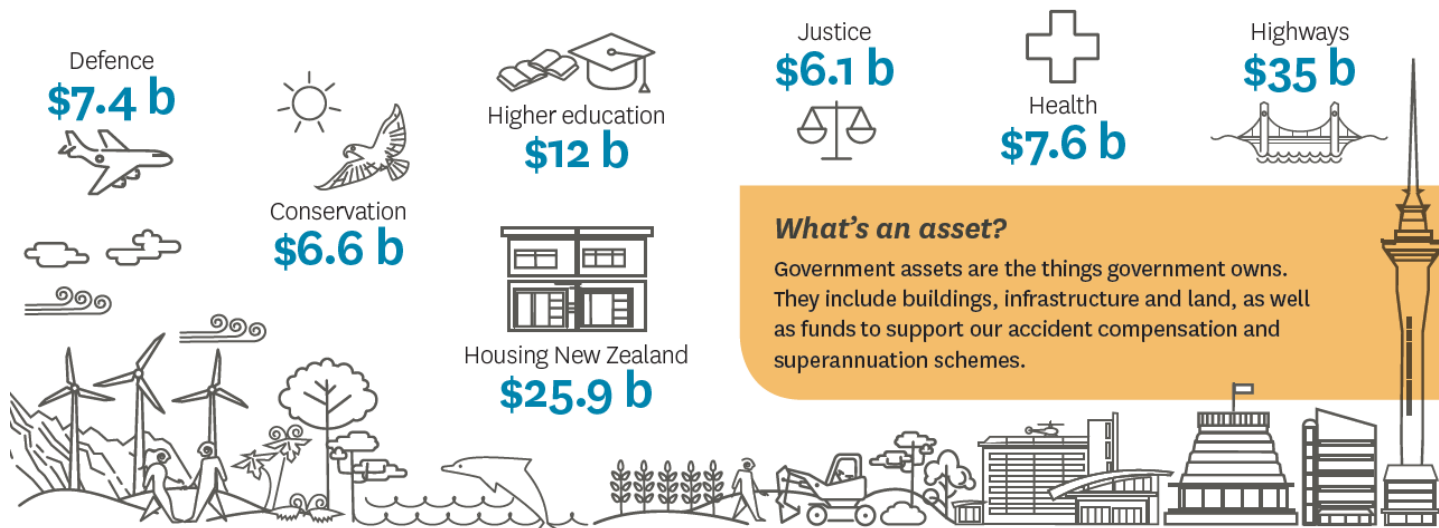 Defence
$7.4 b
Conservation
$6.6 b
Higher education
$12 b
Housing New Zealand
$25.9 b
Justice
$6.1 b
Health
$7.6 b
Highways
$35 b
What’s an asset?
Government assets are the things government owns.
They include buildings, infrastructure and land, as well
as funds to support our accident compensation and
superannuation schemes.